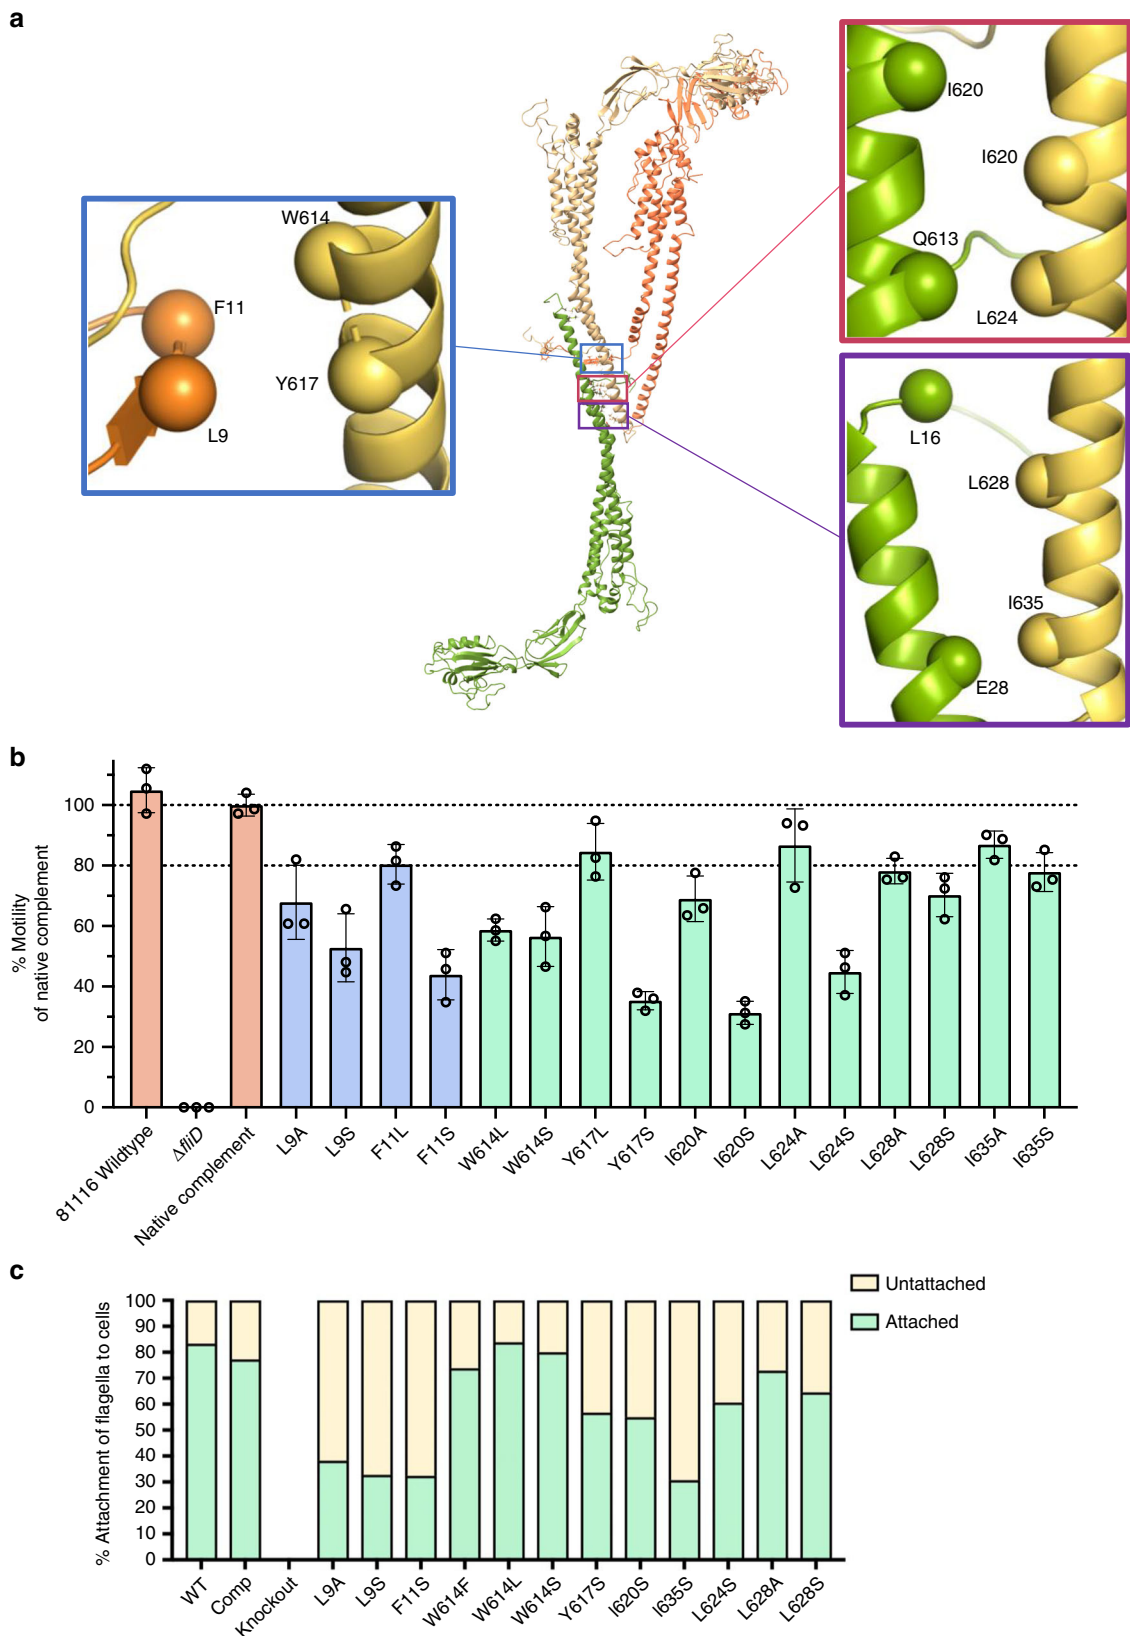 a
W614
F11
Y617
L9
I620
I620
Q613
L624
L16
L628
I635
E28
b
% Motility
of native complement
100
80
60
40
20
0
81116 Wildtype
ΔfliD
Native complement
L9A
L9S
F11L
F11S
W614L
W614S
Y617L
Y617S
I620A
I620S
L624A
L624S
L628A
L628S
I635A
I635S
c
% Attachment of flagella to cells
100
90
80
70
60
50
40
30
20
10
0
WT
Comp
Knockout
L9A
L9S
F11S
W614F
W614L
W614S
Y617S
I620S
I635S
L624S
L628A
L628S
Untattached
Attached